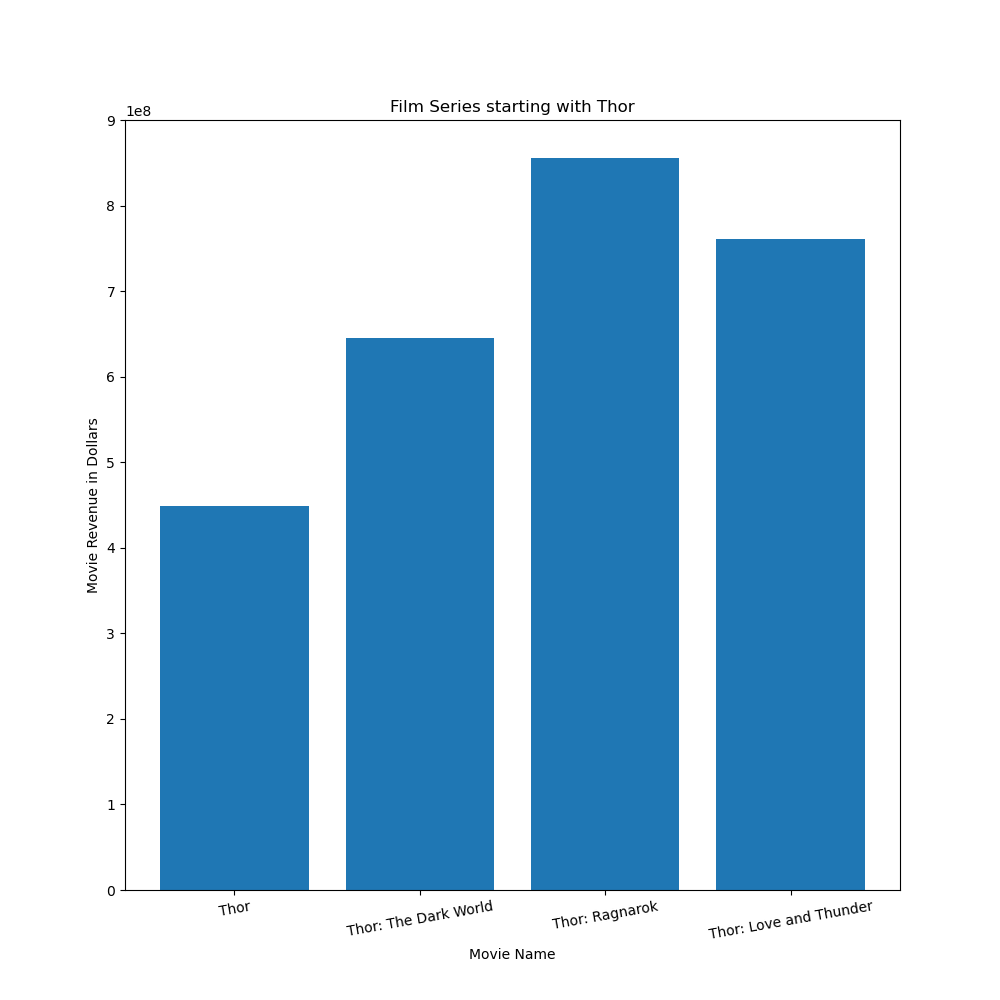 Film Series starting with Thor
1e8
9
8
7
6
5
4
3
2
1
0
Movie Revenue in Dollars
Thor
Thor: The Dark World
Thor: Ragnarok
Thor: Love and Thunder
Movie Name